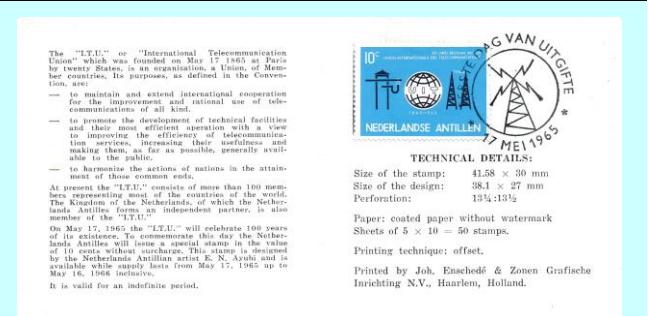 The "I.T.U." or "International Telecommunication
Union" which was founded on May 17 1865 at Paris
by twenty States, is an organization, a Union, of Mem-
ber countries, Its purposes, as defined in the Conven-
tion, are:
— to maintain and extend international cooperation
for the improvement and rational use of tele-
communications of all kind.
— to promote the development of technical facilities
and their most efficient operation with a view
to improving the efficiency of telecommunica-
tion services, increasing their usefulness and
making them, as far as possible, generally avail-
able to the public.
— to harmonize the actions of nations in the attain-
ment of those common ends.
At present the "I.T.U." consists of more than 100 mem-
bers representing most of the countries of the world.
The Kingdom of the Netherlands, of which the Nether-
lands Antilles forms an independent partner, is also
member of the "I.T.U."
On May 17, 1965 the "I.T.U." will celebrate 100 years
of its existence. To commemorate this day the Nether-
lands Antilles will issue a special stamp in the value
of 10 cents without surcharge. This stamp is designed
by the Netherlands Antillian artist E. N. Ayubi and is
available while supply lasts from May 17, 1965 up to
May 16, 1966 inclusive.
It is valid for an indefinite period.
10c
NEDERLANDSE ANTILLEN
DAG VAN UITGIFTE
* 17 MEI 1965 *
TECHNICAL DETAILS:
Size of the stamp: 41.58 × 30 mm
Size of the design: 38.1 × 27 mm
Perforation: 13¼:13½
Paper: coated paper without watermark
Sheets of 5 × 10 = 50 stamps.
Printing technique: offset.
Printed by Joh. Enschedé & Zonen Grafische
Inrichting N.V., Haarlem, Holland.